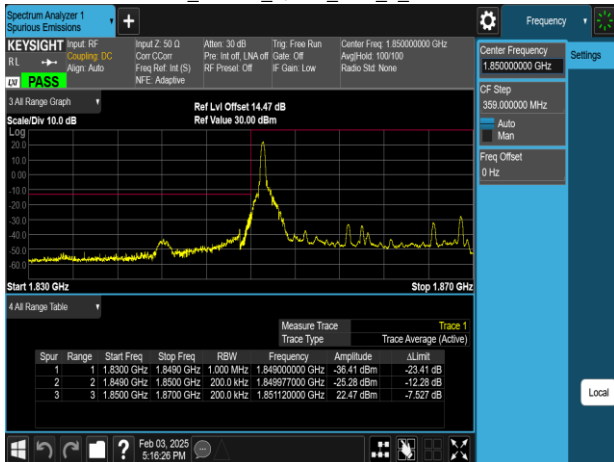 Spectrum Analyzer 1
Spurious Emissions
Frequency
KEYSIGHT Input: RF Input Z: 50 Ω Atten: 30 dB Trig: Free Run Center Freq: 1.850000000 GHz
RL Coupling: DC Corr CCorr Pre: Int off, LNA off Gate: Off Avg|Hold: 100/100
Align: Auto Freq Ref: Int (S) RF Preset: Off IF Gain: Low Radio Std: None
LXI PASS NFE: Adaptive
Center Frequency
1.850000000 GHz
Settings
CF Step
359.000000 MHz
Auto
Man
Freq Offset
0 Hz
Local
3 All Range Graph
Ref Lvl Offset 14.47 dB
Scale/Div 10.0 dB Ref Value 30.00 dBm
Log
20.0
10.0
0.00
-10.0
-20.0
-30.0
-40.0
-50.0
-60.0
Start 1.830 GHz Stop 1.870 GHz
4 All Range Table
Measure Trace Trace 1
Trace Type Trace Average (Active)
Spur Range Start Freq Stop Freq RBW Frequency Amplitude ΔLimit
1 1 1.8300 GHz 1.8490 GHz 1.000 MHz 1.849000000 GHz -36.41 dBm -23.41 dB
2 2 1.8490 GHz 1.8500 GHz 200.0 kHz 1.849977000 GHz -25.28 dBm -12.28 dB
3 3 1.8500 GHz 1.8700 GHz 200.0 kHz 1.851120000 GHz 22.47 dBm -7.527 dB
Feb 03, 2025
5:16:26 PM